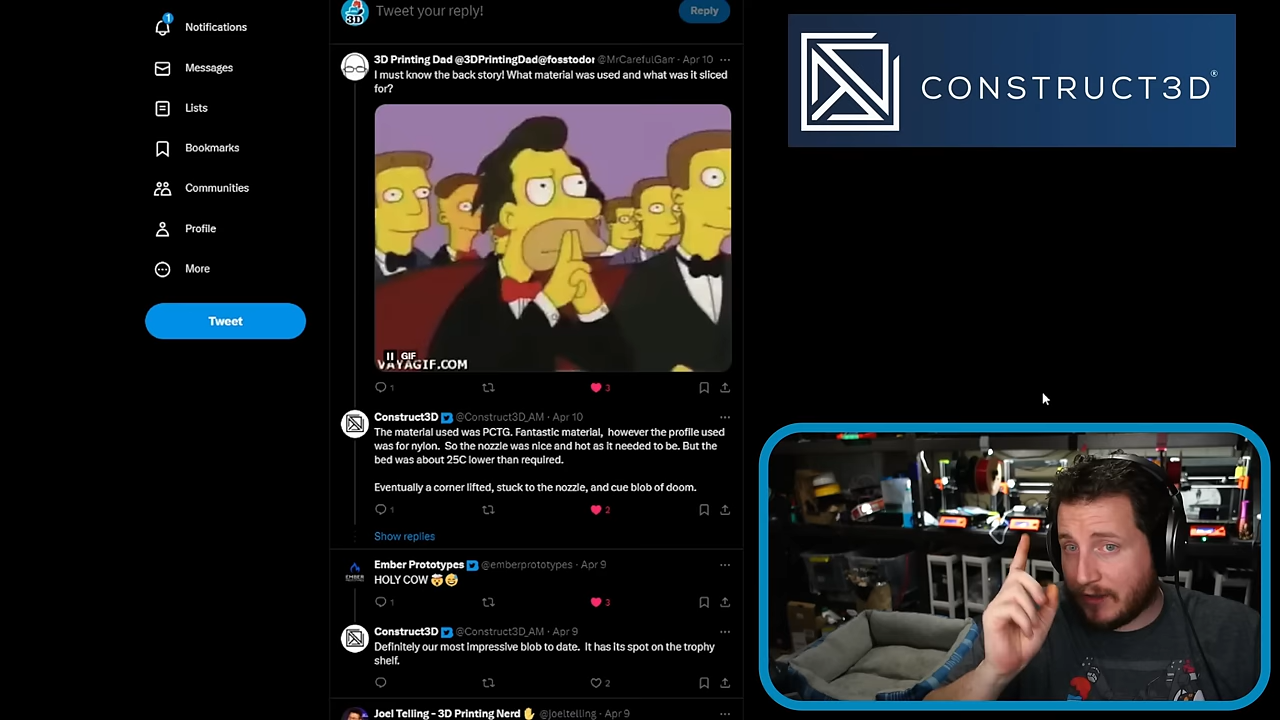 Notifications
1
Messages
Lists
Bookmarks
Communities
Profile
More
Tweet
3D
Tweet your reply!
Reply
3D Printing Dad @3DPrintingDad@fosstodor @MrCarefulGam · Apr 10
I must know the back story! What material was used and what was it sliced
for?
GIF
VAYAGIF.COM
1
3
Construct3D @Construct3D_AM · Apr 10
The material used was PCTG. Fantastic material, however the profile used
was for nylon. So the nozzle was nice and hot as it needed to be. But the
bed was about 25C lower than required.
Eventually a corner lifted, stuck to the nozzle, and cue blob of doom.
1
2
Show replies
EMBER
Ember Prototypes @emberprototypes · Apr 9
HOLY COW 🤯😅
1
3
Construct3D @Construct3D_AM · Apr 9
Definitely our most impressive blob to date. It has its spot on the trophy
shelf.
2
Joel Telling - 3D Printing Nerd ✋ @joeltelling · Apr 9
CONSTRUCT3D®